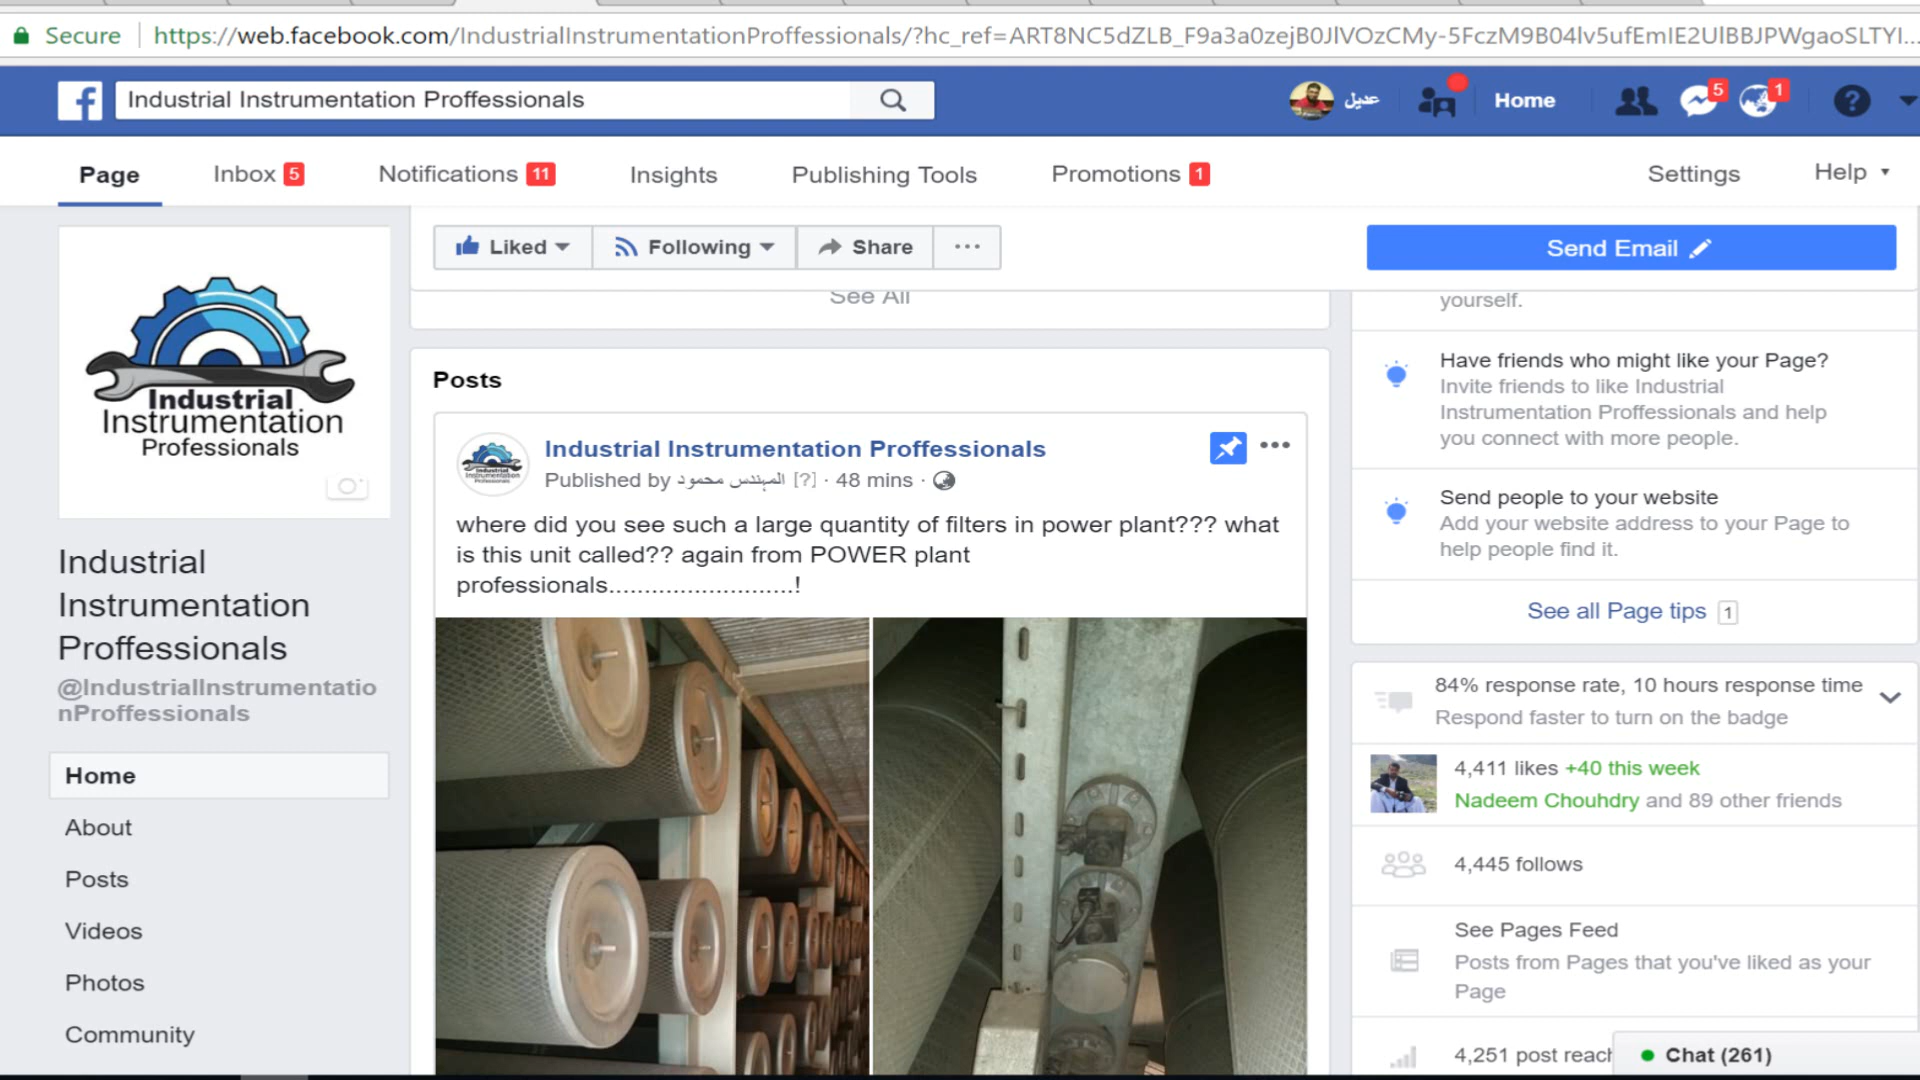 Secure
https://web.facebook.com/IndustrialInstrumentationProffessionals/?hc_ref=ART8NC5dZLB_F9a3a0zejB0JlVOzCMy-5FczM9B04lv5ufEmIE2UlBBJPWgaoSLTYI...
Industrial Instrumentation Proffessionals
عدیل
Home
5
1
Page
Inbox 5
Notifications 11
Insights
Publishing Tools
Promotions 1
Settings
Help
Liked
Following
Share
Send Email
Industrial
Instrumentation
Professionals
Industrial
Instrumentation
Proffessionals
@IndustrialInstrumentatio
nProffessionals
Home
About
Posts
Videos
Photos
Community
See All
Posts
Industrial Instrumentation Proffessionals
Published by المہندس محمود [?] · 48 mins ·
where did you see such a large quantity of filters in power plant??? what
is this unit called?? again from POWER plant
professionals..........................!
yourself.
Have friends who might like your Page?
Invite friends to like Industrial
Instrumentation Proffessionals and help
you connect with more people.
Send people to your website
Add your website address to your Page to
help people find it.
See all Page tips 1
84% response rate, 10 hours response time
Respond faster to turn on the badge
4,411 likes +40 this week
Nadeem Chouhdry and 89 other friends
4,445 follows
See Pages Feed
Posts from Pages that you've liked as your
Page
4,251 post reach
Chat (261)